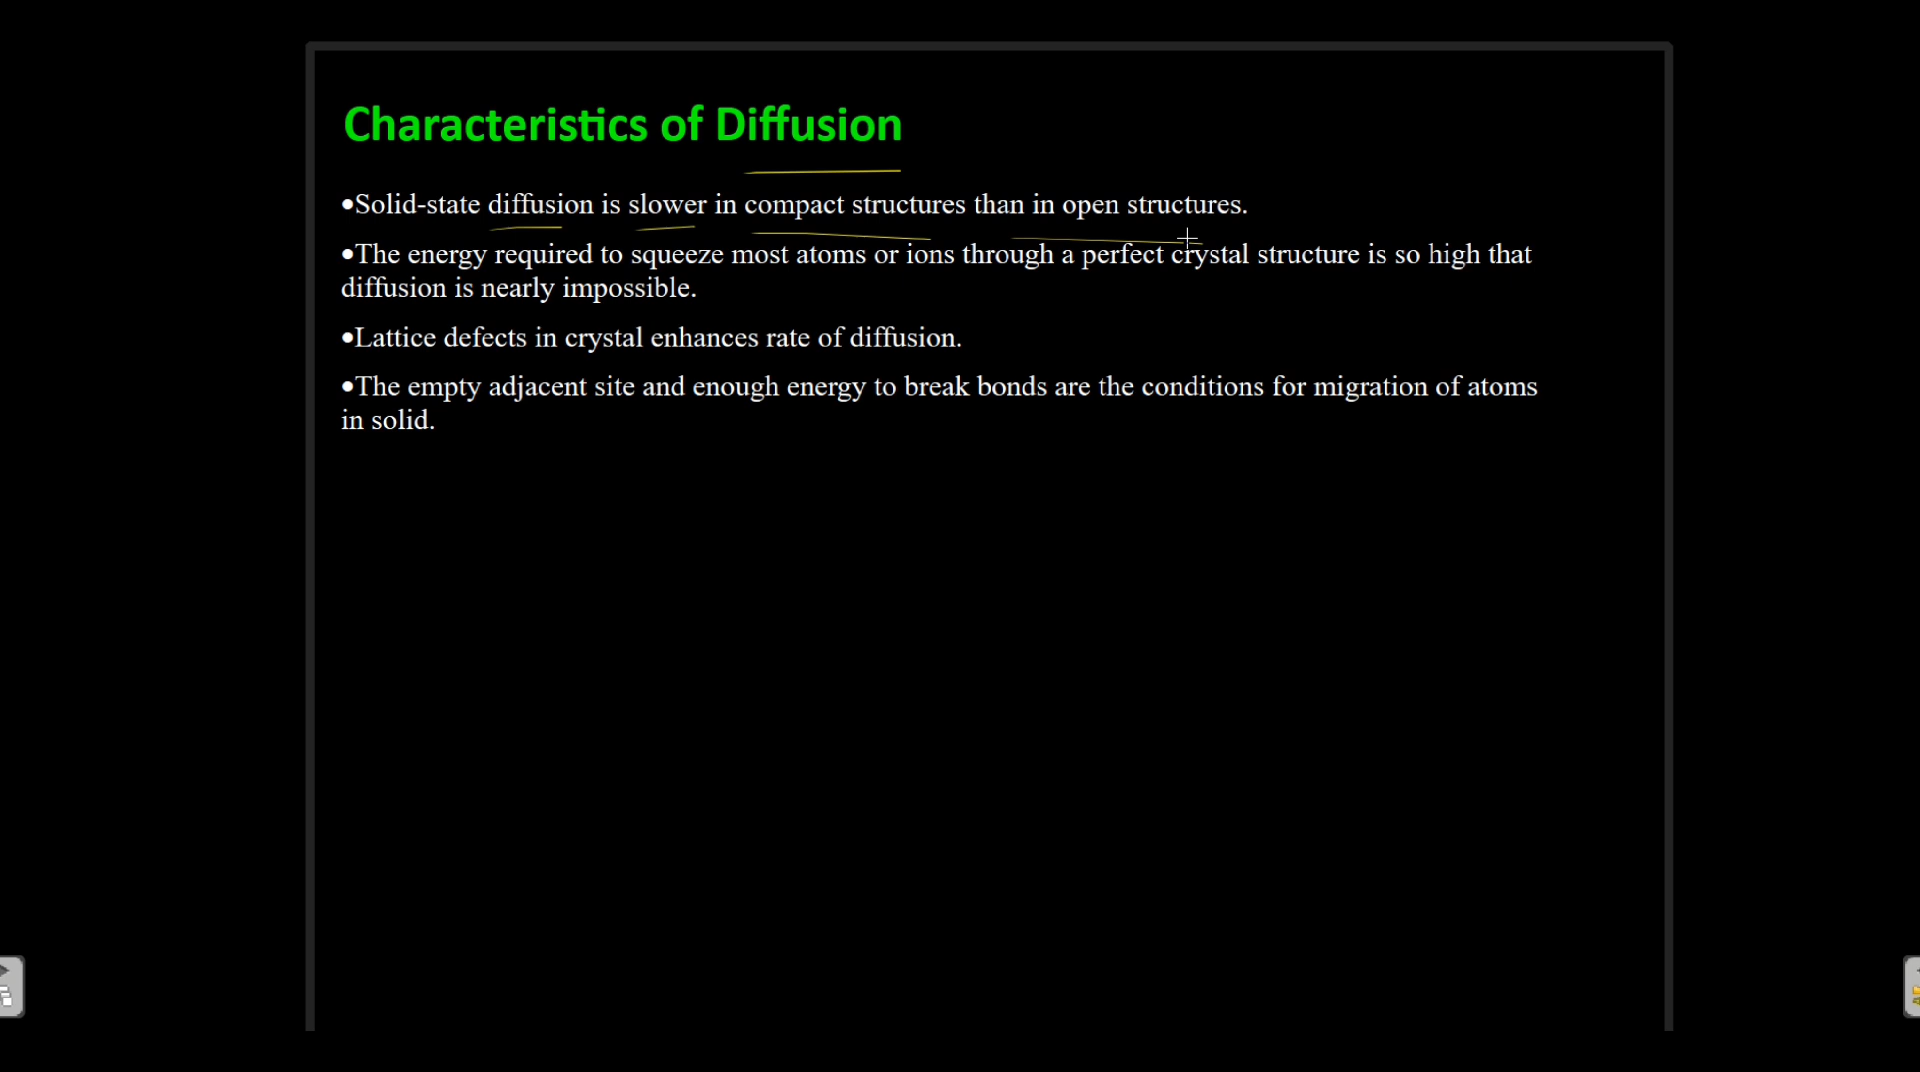 Characteristics of Diffusion
•Solid-state diffusion is slower in compact structures than in open structures.
•The energy required to squeeze most atoms or ions through a perfect crystal structure is so high that
diffusion is nearly impossible.
•Lattice defects in crystal enhances rate of diffusion.
•The empty adjacent site and enough energy to break bonds are the conditions for migration of atoms
in solid.